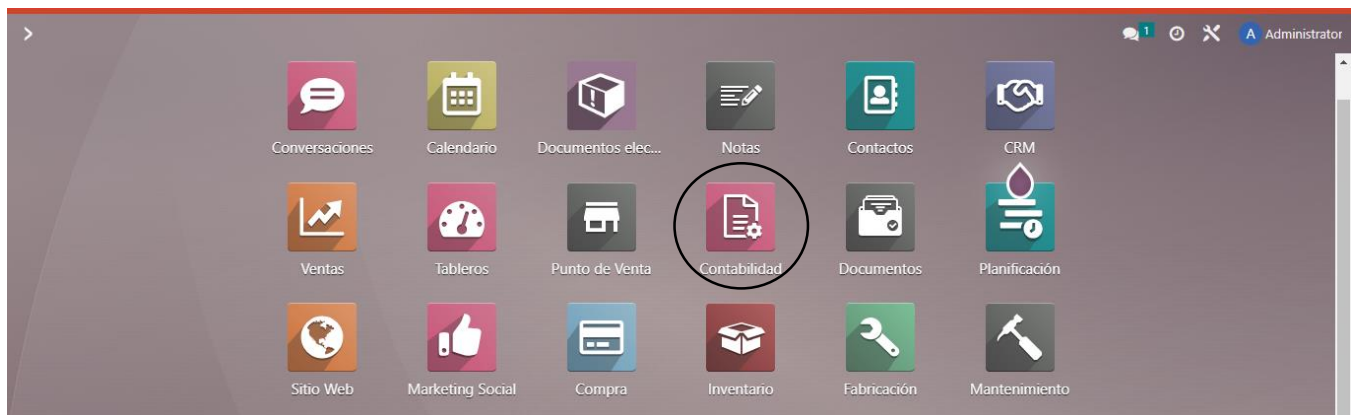 1 A Administrator
Conversaciones Calendario Documentos elec... Notas Contactos CRM
Ventas Tableros Punto de Venta Contabilidad Documentos Planificación
Sitio Web Marketing Social Compra Inventario Fabricación Mantenimiento